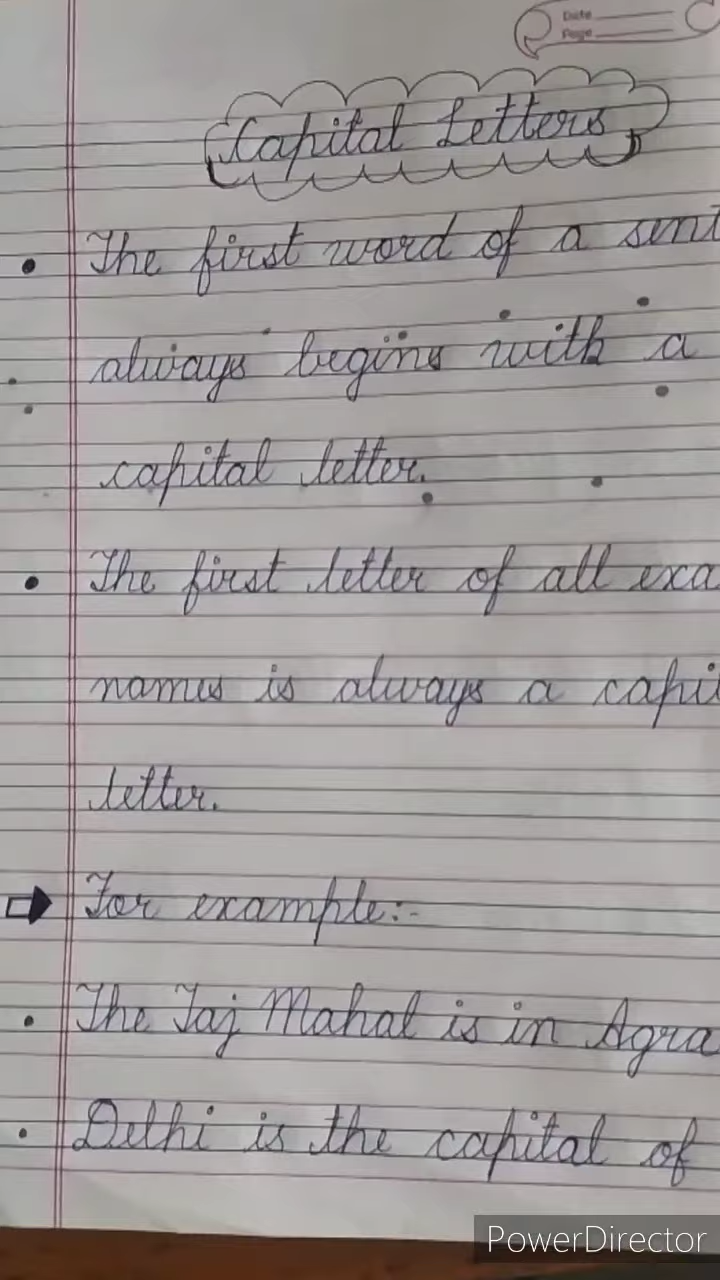 Date
Page
Capital Letters
The first word of a sent
always begins with a
capital letter.
The first letter of all exa
names is always a capi
letter.
For example:-
The Taj Mahal is in Agra
Delhi is the capital of
PowerDirector